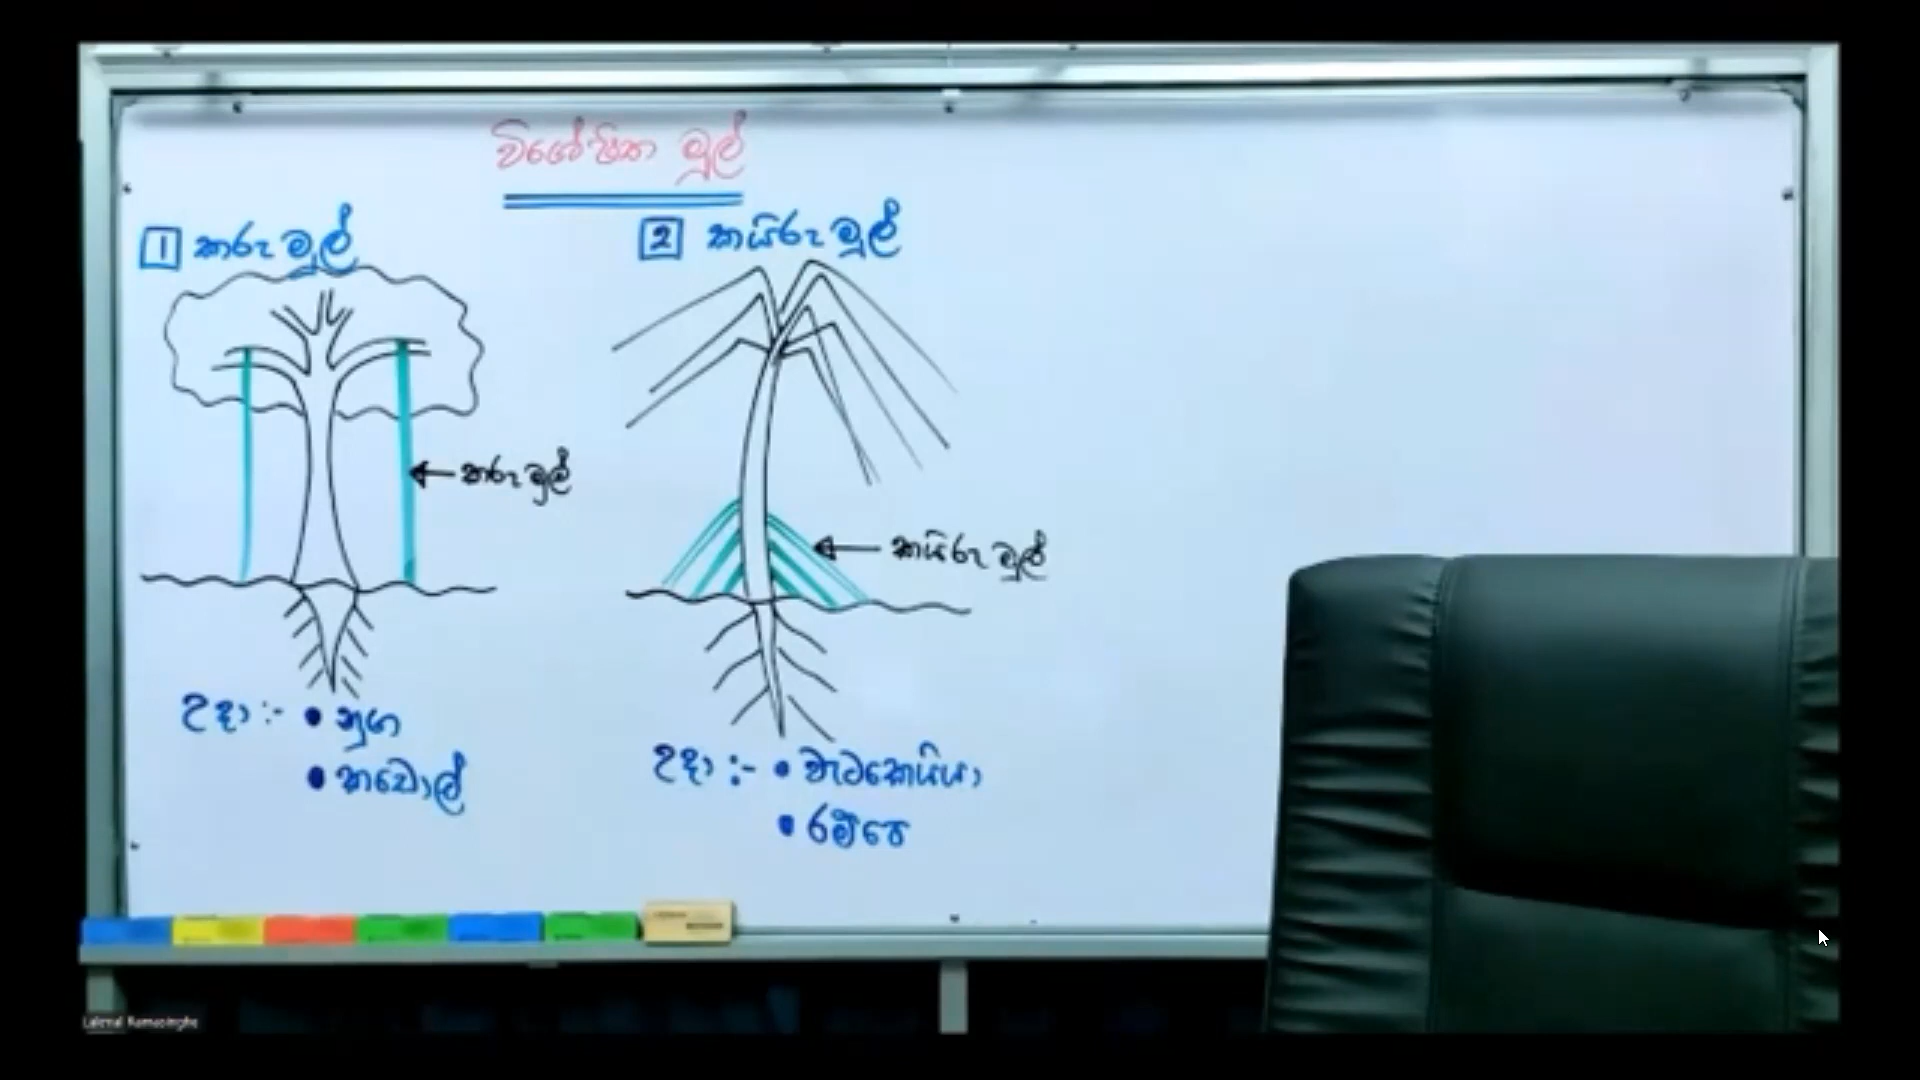 විශේෂිත මූල්
1 කරු මුල්
2 කයිරු මුල්
කරු මුල්
කයිරු මුල්
උදා :- • නුග
• කඩොල්
උදා :- • වැටකෙයියා
• රම්පෙ